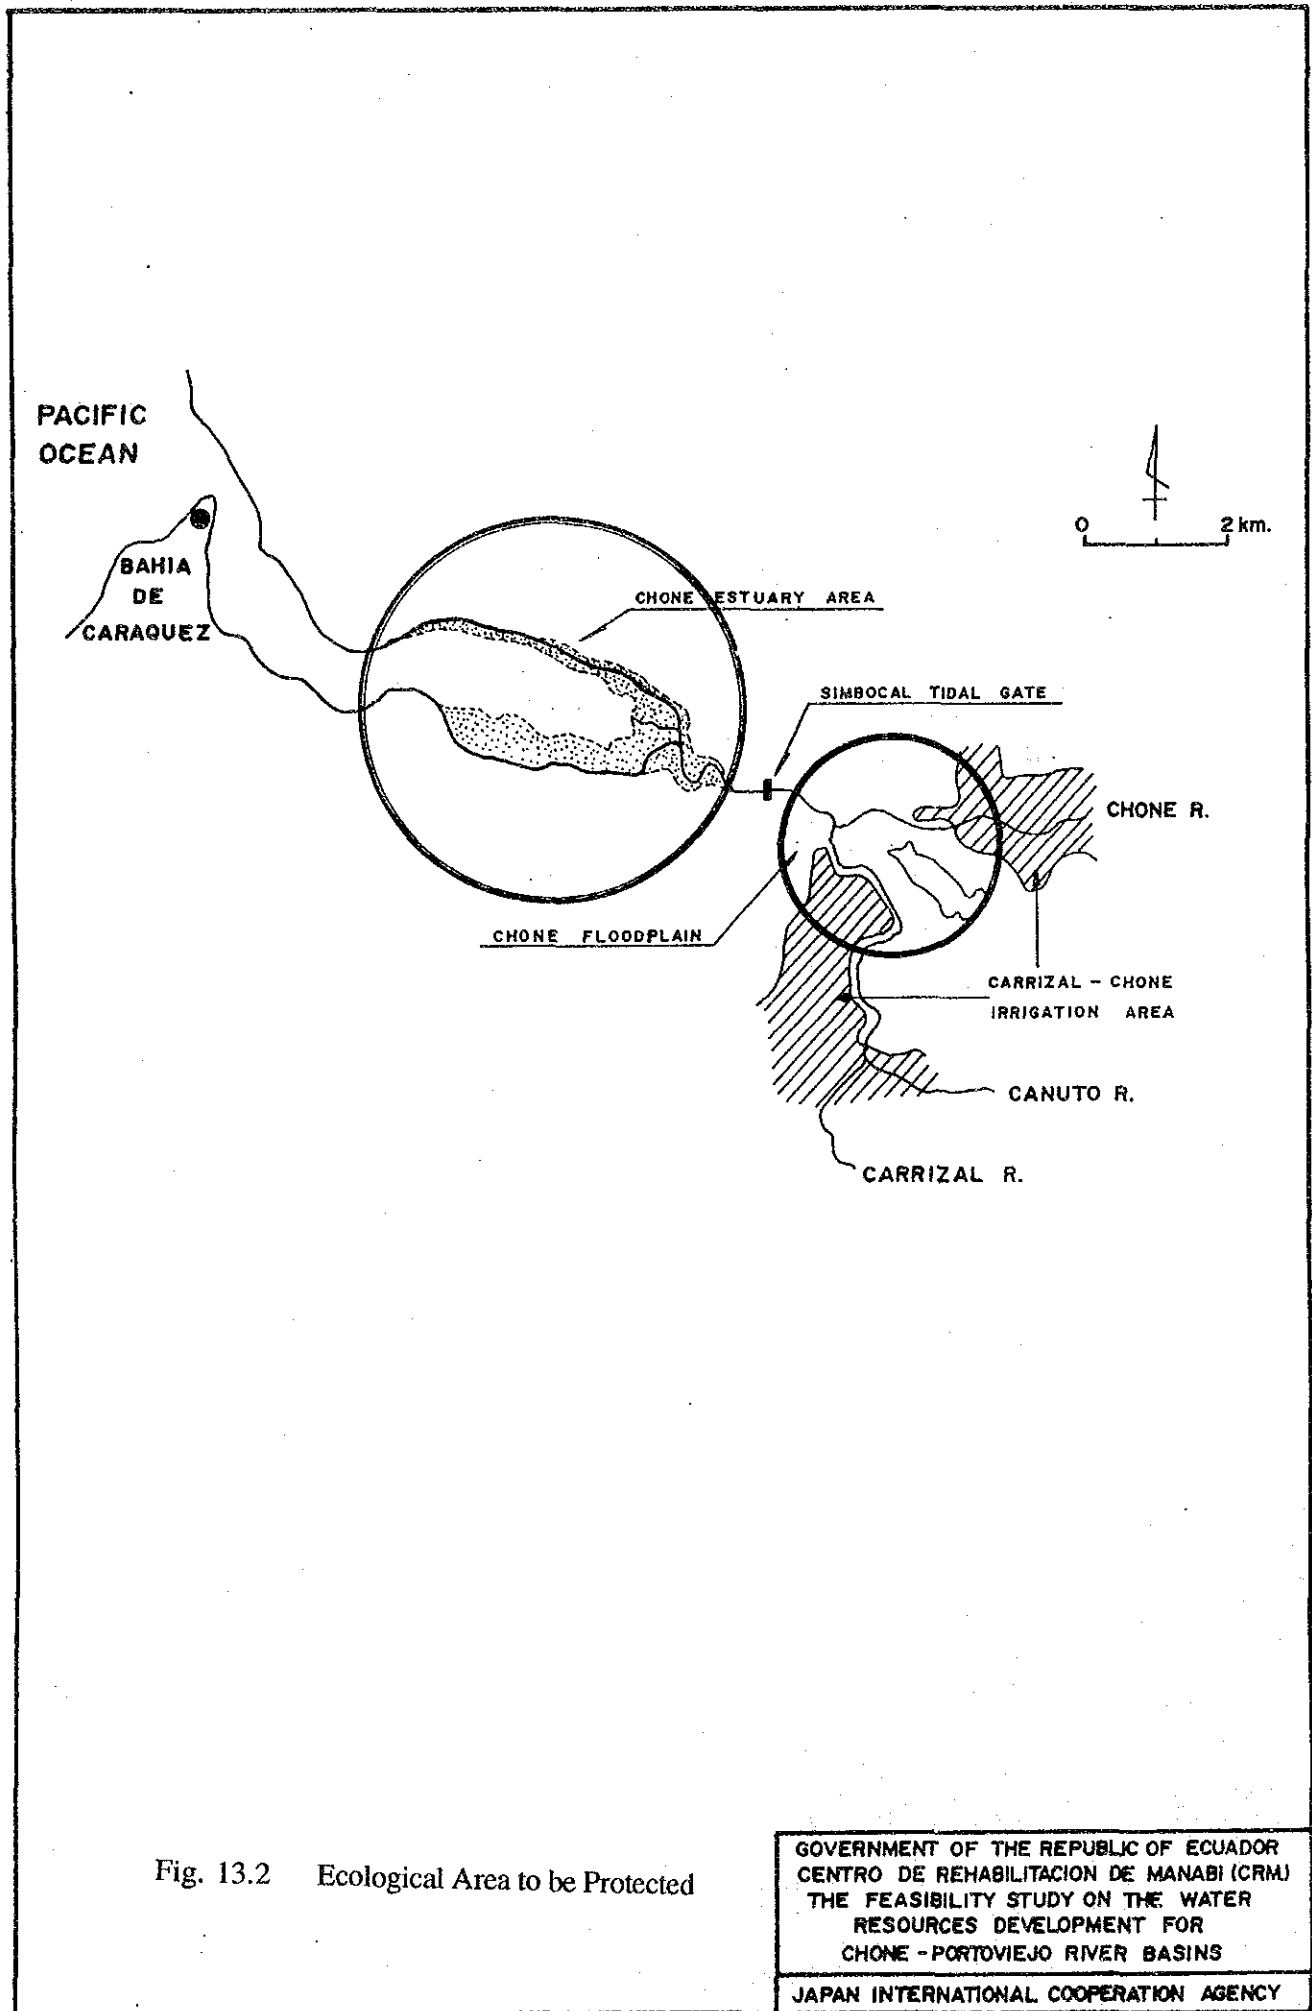 PACIFIC
OCEAN
BAHIA
DE
CARAQUEZ
0 2 km.
CHONE ESTUARY AREA
SIMBOCAL TIDAL GATE
CHONE R.
CHONE FLOODPLAIN
CARRIZAL - CHONE
IRRIGATION AREA
CANUTO R.
CARRIZAL R.
Fig. 13.2 Ecological Area to be Protected
GOVERNMENT OF THE REPUBLIC OF ECUADOR
CENTRO DE REHABILITACION DE MANABI (CRM)
THE FEASIBILITY STUDY ON THE WATER
RESOURCES DEVELOPMENT FOR
CHONE - PORTOVIEJO RIVER BASINS
JAPAN INTERNATIONAL COOPERATION AGENCY